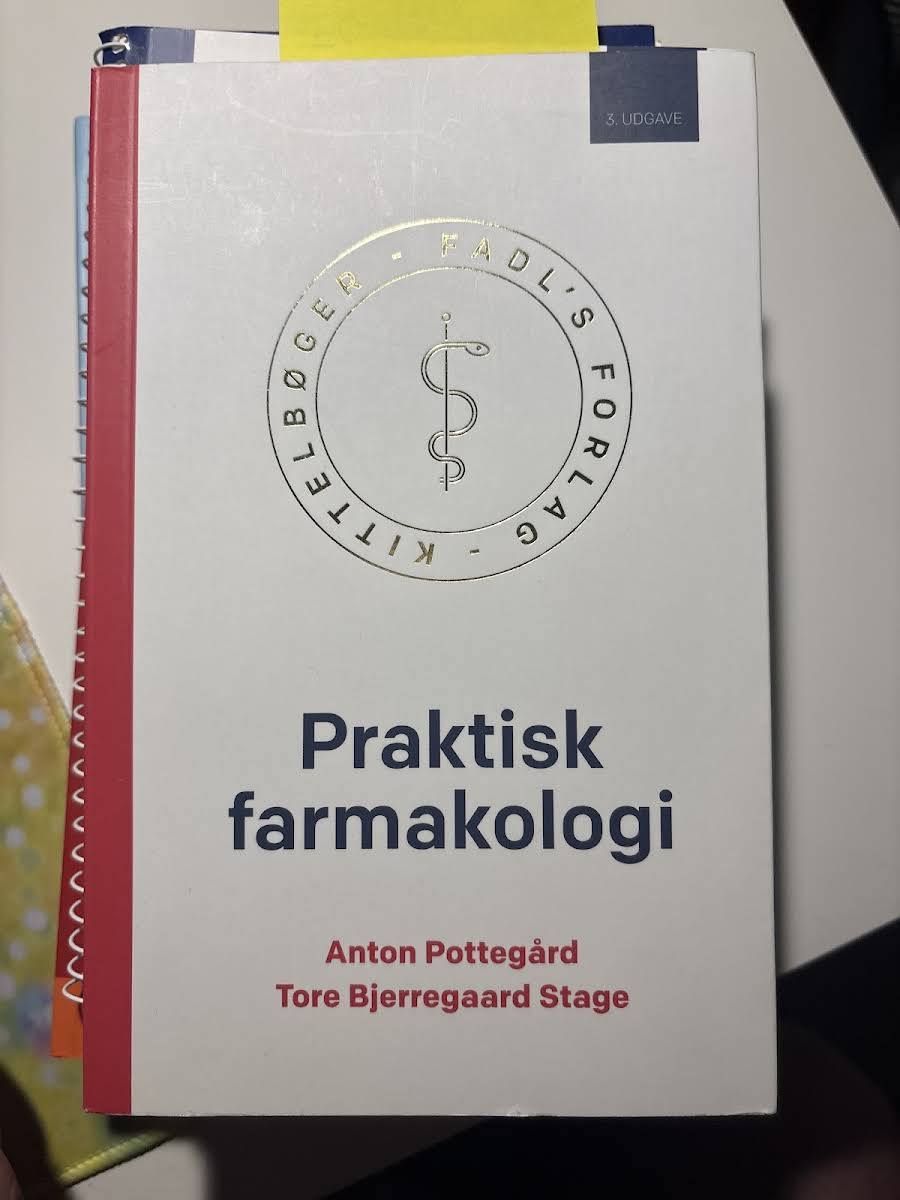 3. UDGAVE
FADL'S FORLAG - KITTELBØGER -
Praktisk
farmakologi
Anton Pottegård
Tore Bjerregaard Stage